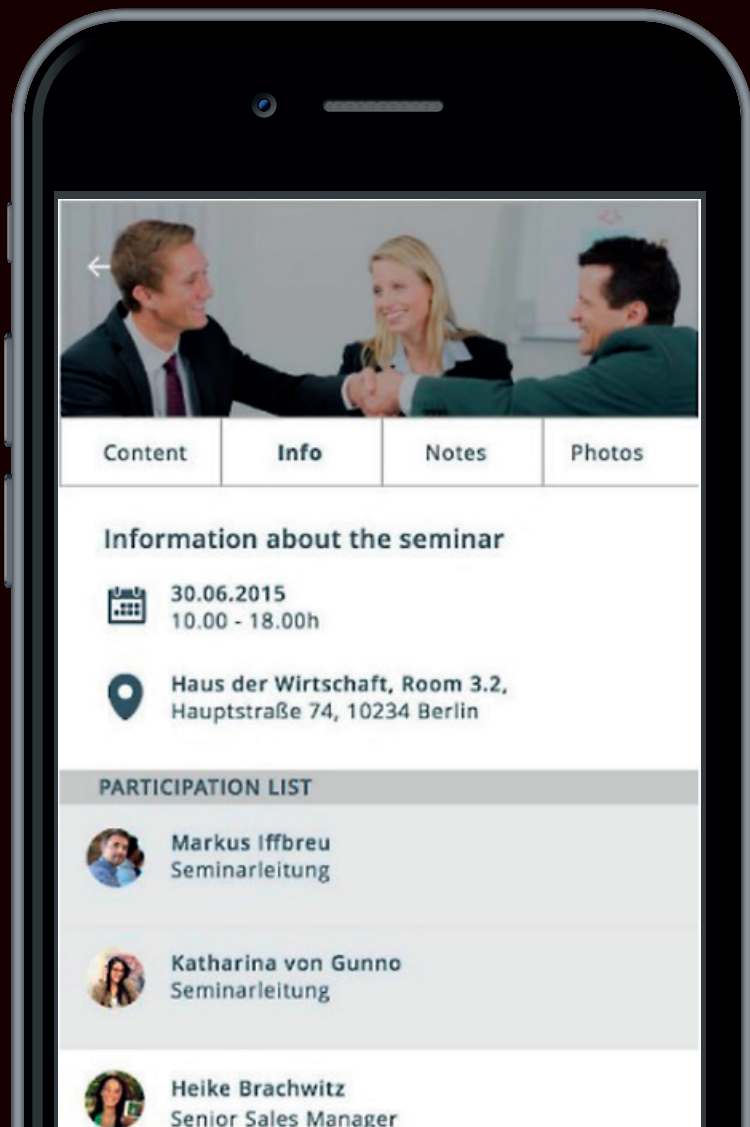 Content
Info
Notes
Photos
Information about the seminar
30.06.2015
10.00 - 18.00h
Haus der Wirtschaft, Room 3.2,
Hauptstraße 74, 10234 Berlin
PARTICIPATION LIST
Markus Iffbreu
Seminarleitung
Katharina von Gunno
Seminarleitung
Heike Brachwitz
Senior Sales Manager